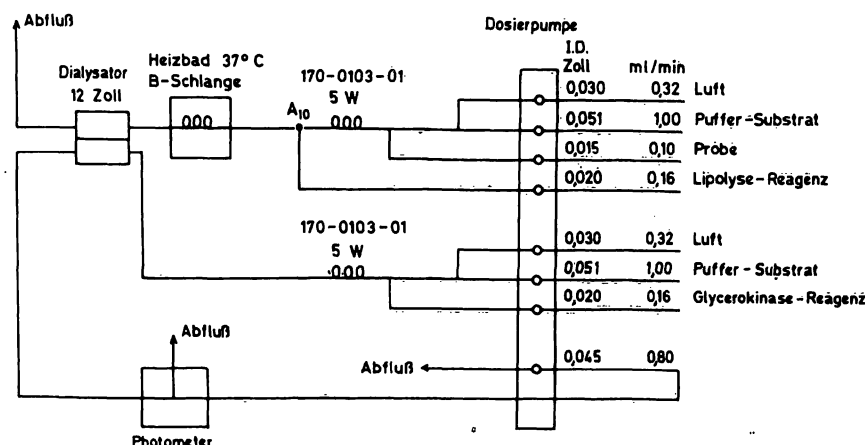 Abfluß
Dosierpumpe
Dialysator
12 Zoll
Heizbad 37°C
B-Schlange
170-0103-01
5 W
A10
I.D.
Zoll
ml/min
0,030 0,32 Luft
0,051 1,00 Puffer-Substrat
0,015 0,10 Probe
0,020 0,16 Lipolyse-Reagenz
170-0103-01
5 W
0,030 0,32 Luft
0,051 1,00 Puffer-Substrat
0,020 0,16 Glycerokinase-Reagenz
Abfluß
Abfluß
0,045 0,80
Photometer